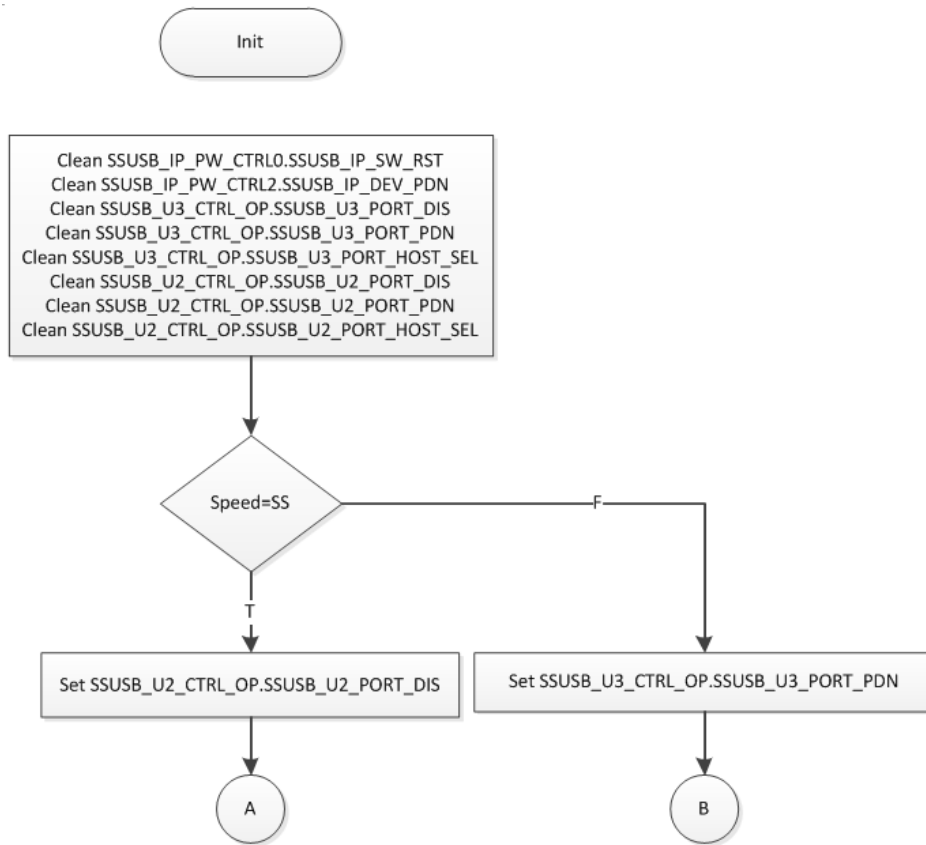 Init
Clean SSUSB_IP_PW_CTRL0.SSUSB_IP_SW_RST
Clean SSUSB_IP_PW_CTRL2.SSUSB_IP_DEV_PDN
Clean SSUSB_U3_CTRL_OP.SSUSB_U3_PORT_DIS
Clean SSUSB_U3_CTRL_OP.SSUSB_U3_PORT_PDN
Clean SSUSB_U3_CTRL_OP.SSUSB_U3_PORT_HOST_SEL
Clean SSUSB_U2_CTRL_OP.SSUSB_U2_PORT_DIS
Clean SSUSB_U2_CTRL_OP.SSUSB_U2_PORT_PDN
Clean SSUSB_U2_CTRL_OP.SSUSB_U2_PORT_HOST_SEL
Speed=SS
F
T
Set SSUSB_U2_CTRL_OP.SSUSB_U2_PORT_DIS
Set SSUSB_U3_CTRL_OP.SSUSB_U3_PORT_PDN
A
B